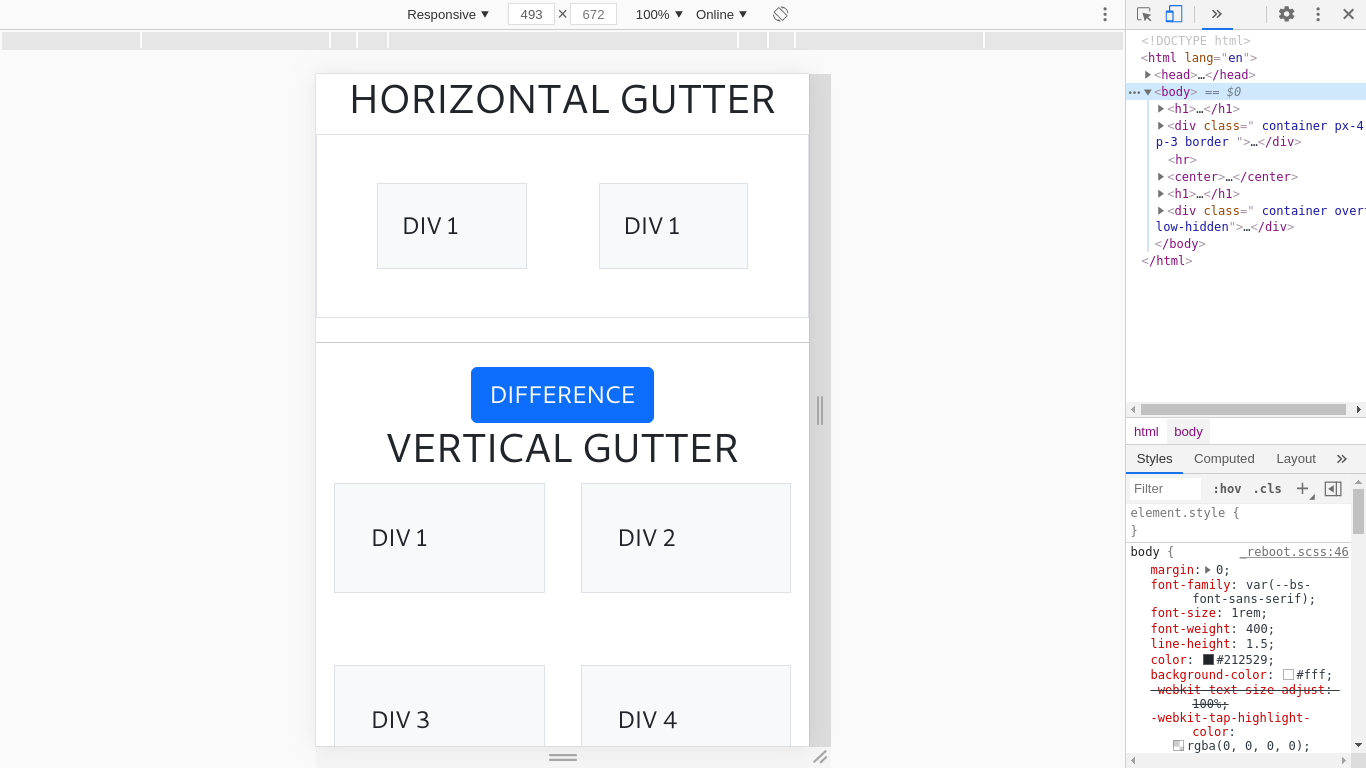 Responsive ▼ 493 × 672 100% ▼ Online ▼
HORIZONTAL GUTTER
DIV 1 DIV 1
DIFFERENCE
VERTICAL GUTTER
DIV 1 DIV 2
DIV 3 DIV 4
<!DOCTYPE html>
<html lang="en">
▶<head>…</head>
…▼<body> == $0
▶<h1>…</h1>
▶<div class=" container px-4
p-3 border ">…</div>
<hr>
▶<center>…</center>
▶<h1>…</h1>
▶<div class=" container over
low-hidden">…</div>
</body>
</html>
html body
Styles Computed Layout »
Filter :hov .cls +
element.style {
}
body { _reboot.scss:46
margin:▶ 0;
font-family: var(--bs-
font-sans-serif);
font-size: 1rem;
font-weight: 400;
line-height: 1.5;
color: #212529;
background-color: #fff;
-webkit-text-size-adjust:
100%;
-webkit-tap-highlight-
color:
rgba(0, 0, 0, 0);